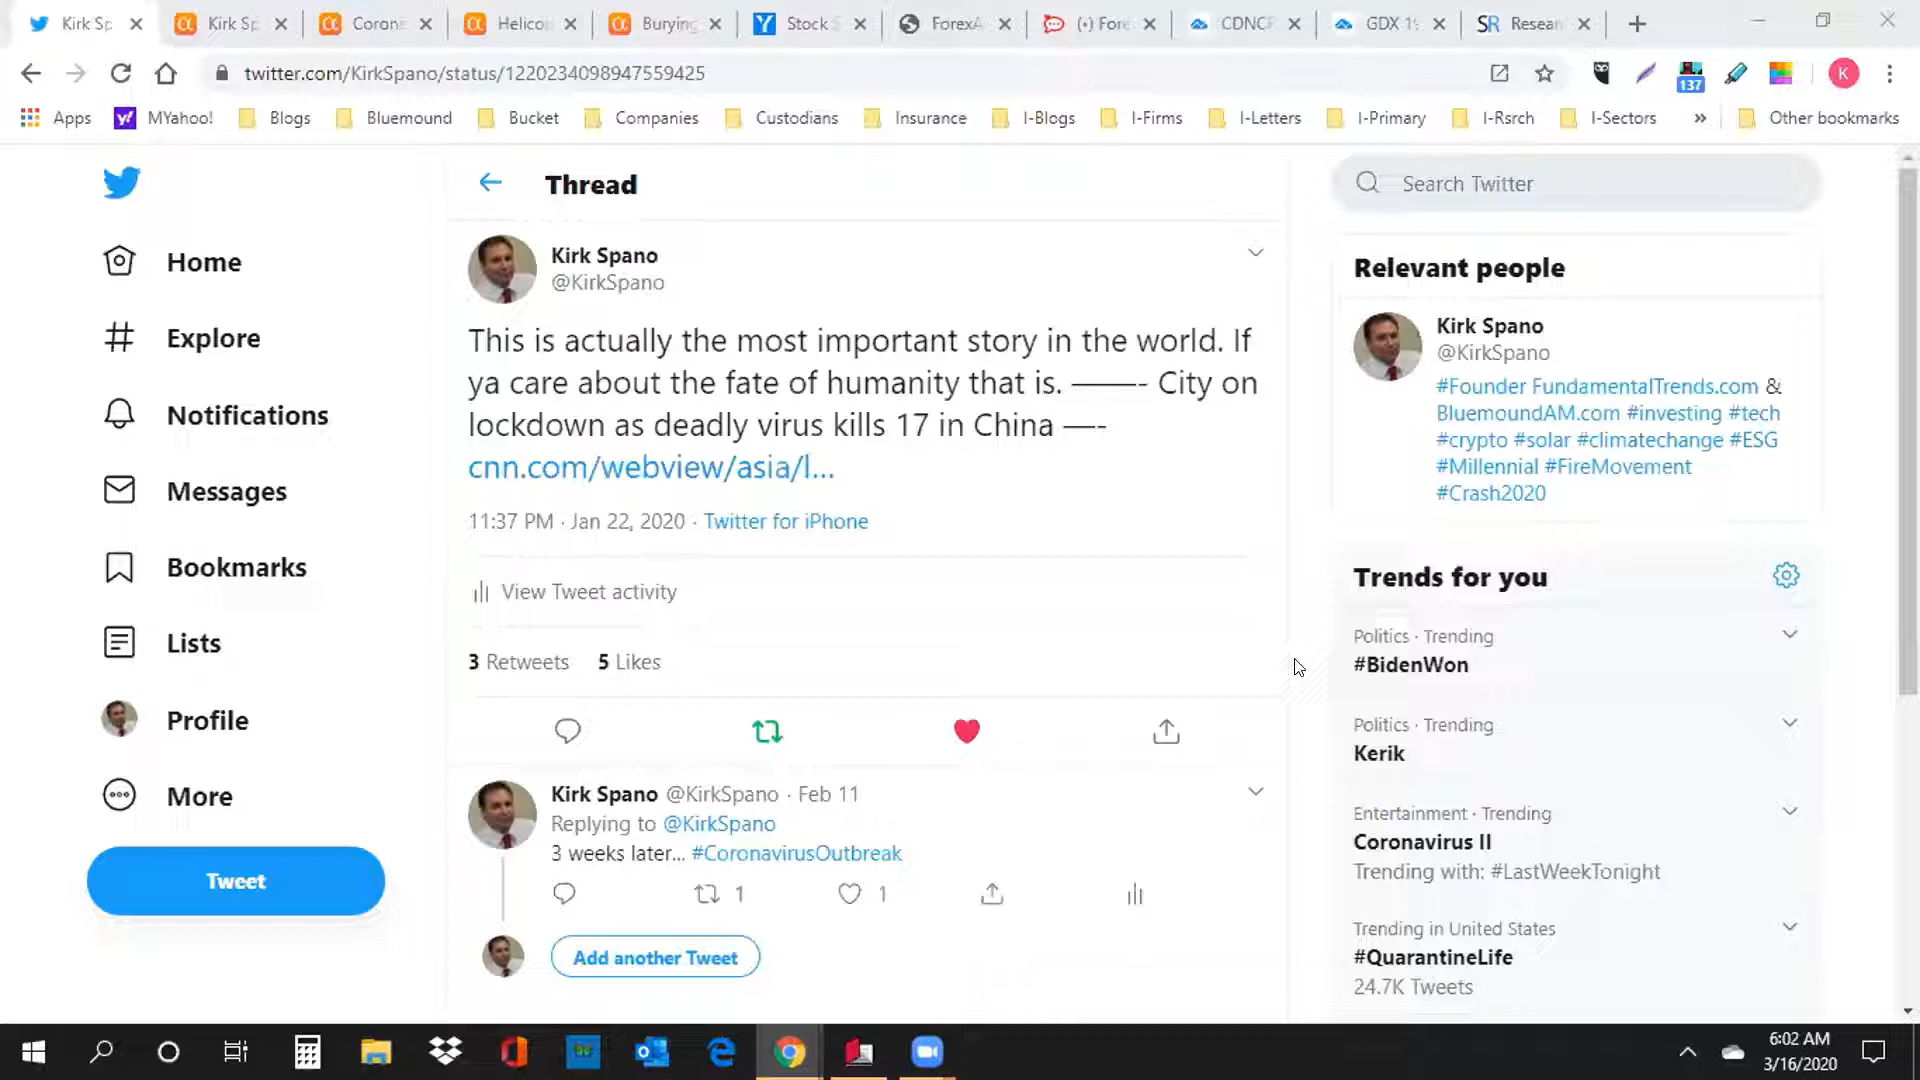 Kirk Sp
Kirk Sp
Corona
Helico
Burying
Stock S
ForexA
(•) Fore
CDNCP
GDX 1
SR Resear
twitter.com/KirkSpano/status/1220234098947559425
137
K
Apps
MYahoo!
Blogs
Bluemound
Bucket
Companies
Custodians
Insurance
I-Blogs
I-Firms
I-Letters
I-Primary
I-Rsrch
I-Sectors
»
Other bookmarks
Home
Explore
Notifications
Messages
Bookmarks
Lists
Profile
More
Tweet
Thread
Kirk Spano
@KirkSpano
This is actually the most important story in the world. If
ya care about the fate of humanity that is. ——- City on
lockdown as deadly virus kills 17 in China —-
cnn.com/webview/asia/l...
11:37 PM · Jan 22, 2020 · Twitter for iPhone
View Tweet activity
3 Retweets 5 Likes
Kirk Spano @KirkSpano · Feb 11
Replying to @KirkSpano
3 weeks later... #CoronavirusOutbreak
1
1
Add another Tweet
Search Twitter
Relevant people
Kirk Spano
@KirkSpano
#Founder FundamentalTrends.com &
BluemoundAM.com #investing #tech
#crypto #solar #climatechange #ESG
#Millennial #FireMovement
#Crash2020
Trends for you
Politics · Trending
#BidenWon
Politics · Trending
Kerik
Entertainment · Trending
Coronavirus II
Trending with: #LastWeekTonight
Trending in United States
#QuarantineLife
24.7K Tweets
6:02 AM
3/16/2020